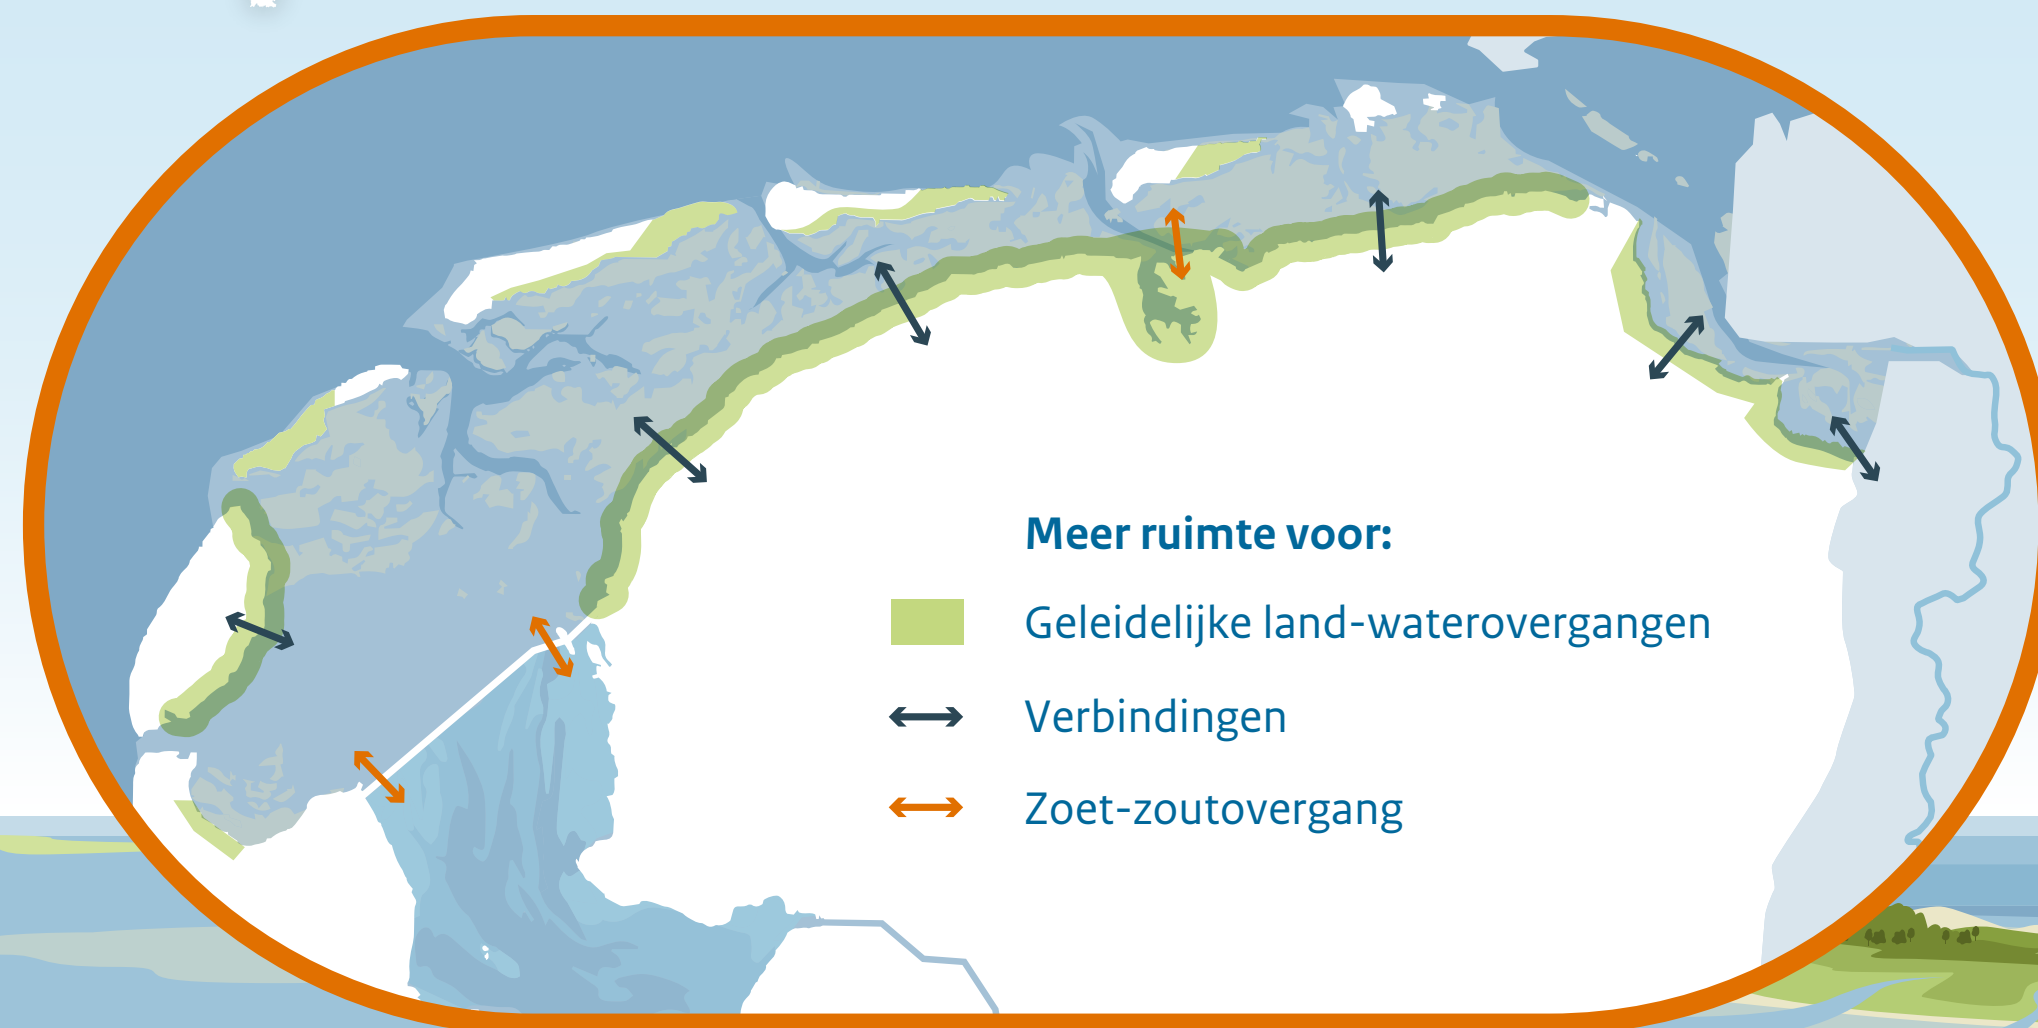 Meer ruimte voor:
Geleidelijke land-waterovergangen
Verbindingen
Zoet-zoutovergang